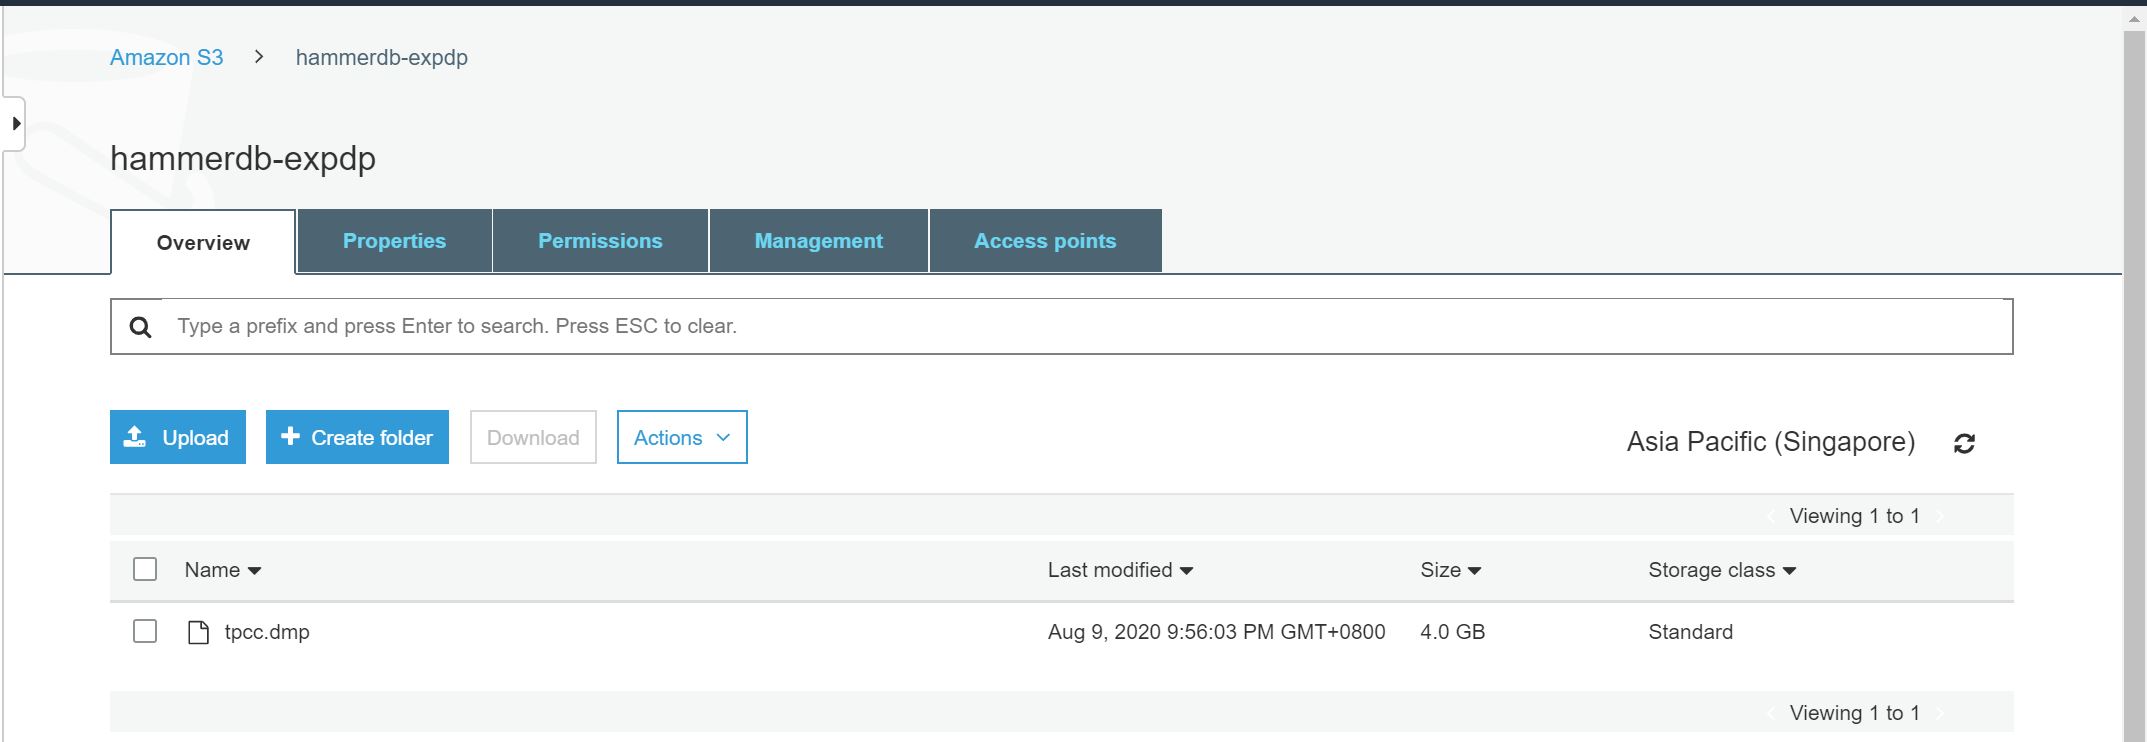 Amazon S3 > hammerdb-expdp
hammerdb-expdp
Overview Properties Permissions Management Access points
Type a prefix and press Enter to search. Press ESC to clear.
Upload + Create folder Download Actions Asia Pacific (Singapore)
Viewing 1 to 1
Name Last modified Size Storage class
tpcc.dmp Aug 9, 2020 9:56:03 PM GMT+0800 4.0 GB Standard
Viewing 1 to 1